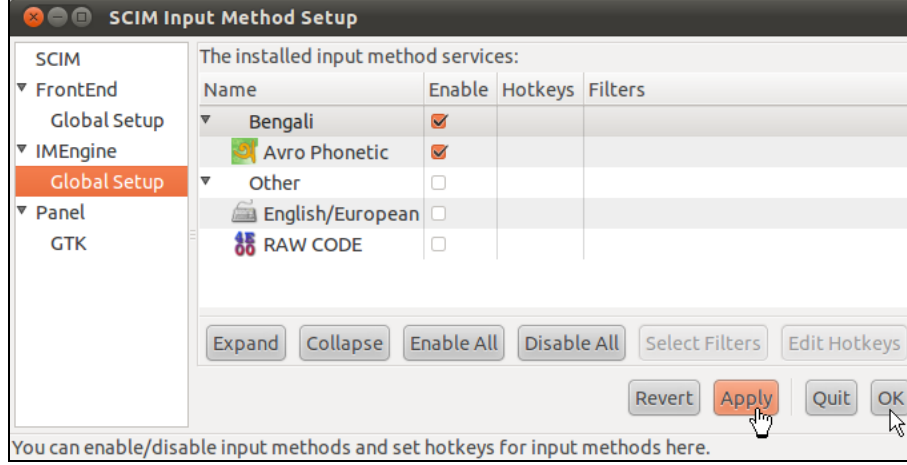 SCIM Input Method Setup
SCIM
FrontEnd
Global Setup
IMEngine
Global Setup
Panel
GTK
The installed input method services:
Name Enable Hotkeys Filters
Bengali
Avro Phonetic
Other
English/European
RAW CODE
Expand Collapse Enable All Disable All Select Filters Edit Hotkeys
Revert Apply Quit OK
You can enable/disable input methods and set hotkeys for input methods here.